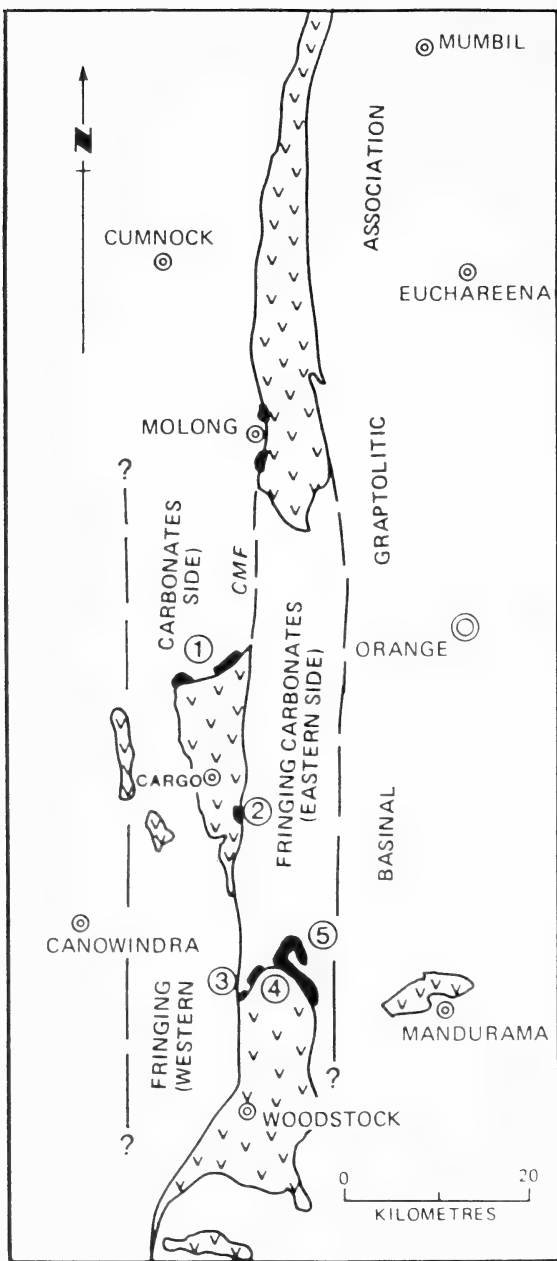 MUMBIL
N
ASSOCIATION
CUMNOCK
EUCHAREENA
MOLONG
GRAPTOLITIC
?
CARBONATES
SIDE)
CMF
1
ORANGE
FRINGING CARBONATES
(EASTERN SIDE)
CARGO
2
BASINAL
5
CANOWINDRA
3
4
FRINGING
(WESTERN
MANDURAMA
?
WOODSTOCK
?
0 20
KILOMETRES